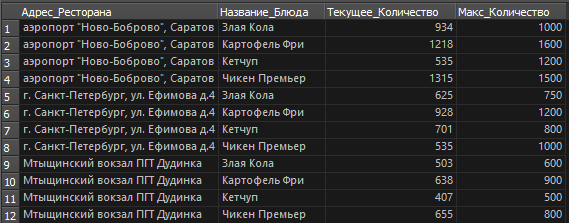 Адрес_Ресторана Название_Блюда Текущее_Количество Макс_Количество
1 аэропорт "Ново-Боброво", Саратов Злая Кола 934 1000
2 аэропорт "Ново-Боброво", Саратов Картофель Фри 1218 1600
3 аэропорт "Ново-Боброво", Саратов Кетчуп 535 1200
4 аэропорт "Ново-Боброво", Саратов Чикен Премьер 1315 1500
5 г. Санкт-Петербург, ул. Ефимова д.4 Злая Кола 625 750
6 г. Санкт-Петербург, ул. Ефимова д.4 Картофель Фри 928 1200
7 г. Санкт-Петербург, ул. Ефимова д.4 Кетчуп 701 800
8 г. Санкт-Петербург, ул. Ефимова д.4 Чикен Премьер 535 1000
9 Мтыщинский вокзал ПГТ Дудинка Злая Кола 503 600
10 Мтыщинский вокзал ПГТ Дудинка Картофель Фри 638 900
11 Мтыщинский вокзал ПГТ Дудинка Кетчуп 407 500
12 Мтыщинский вокзал ПГТ Дудинка Чикен Премьер 655 800